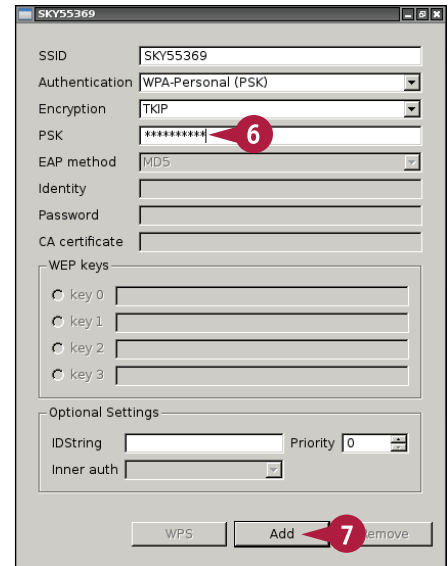 SKY55369
SSID SKY55369
Authentication WPA-Personal (PSK)
Encryption TKIP
PSK ********** 6
EAP method MD5
Identity
Password
CA certificate
WEP keys
key 0
key 1
key 2
key 3
Optional Settings
IDString Priority 0
Inner auth
WPS Add 7 emove